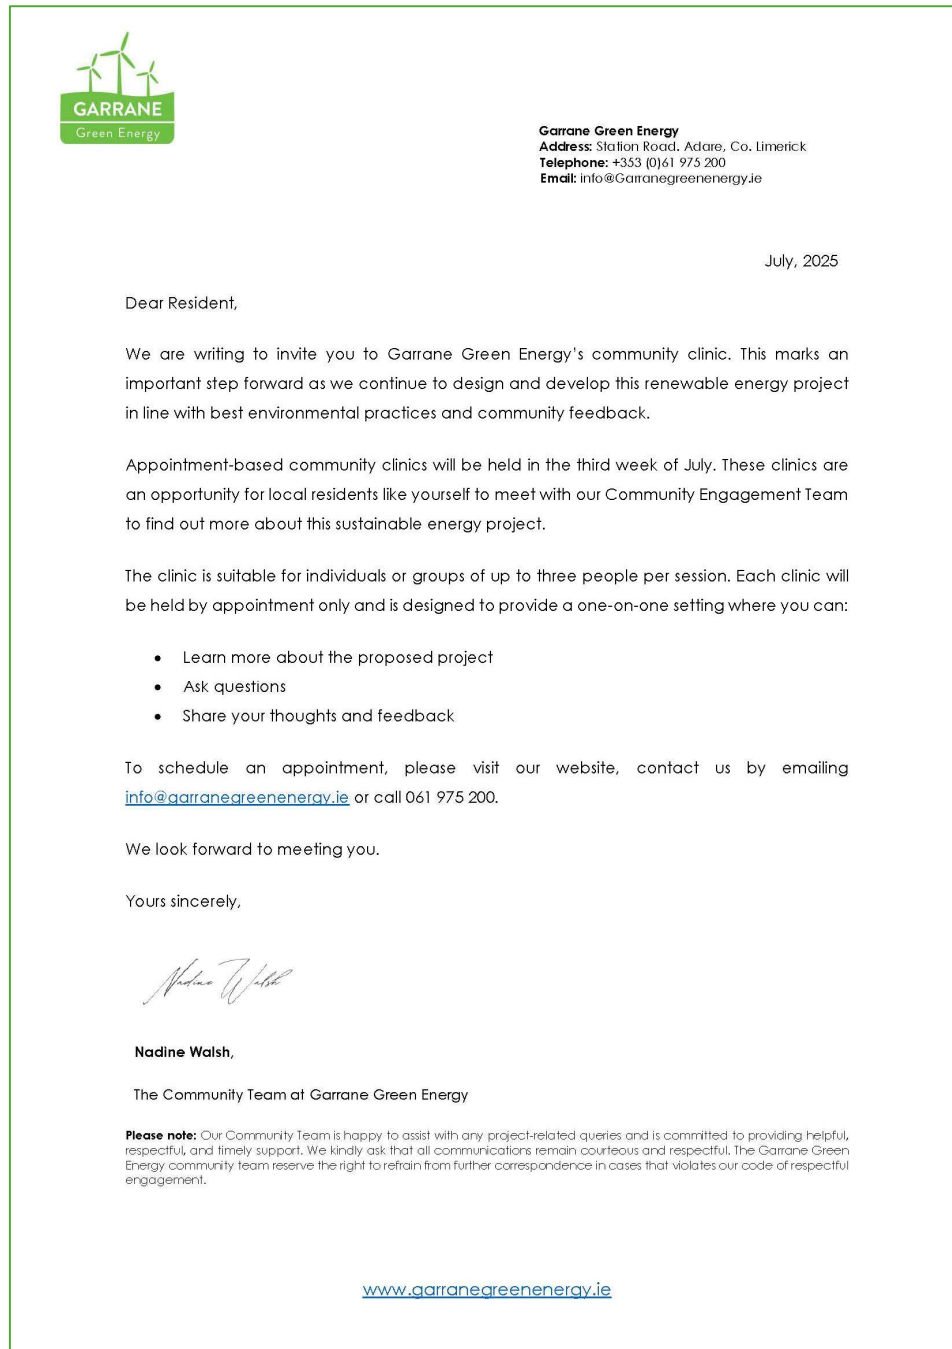 GARRANE
Green Energy
Garrane Green Energy
Address: Station Road. Adare, Co. Limerick
Telephone: +353 (0)61 975 200
Email: info@Garranegreenenergy.ie
July, 2025
Dear Resident,
We are writing to invite you to Garrane Green Energy's community clinic. This marks an
important step forward as we continue to design and develop this renewable energy project
in line with best environmental practices and community feedback.
Appointment-based community clinics will be held in the third week of July. These clinics are
an opportunity for local residents like yourself to meet with our Community Engagement Team
to find out more about this sustainable energy project.
The clinic is suitable for individuals or groups of up to three people per session. Each clinic will
be held by appointment only and is designed to provide a one-on-one setting where you can:
• Learn more about the proposed project
• Ask questions
• Share your thoughts and feedback
To schedule an appointment, please visit our website, contact us by emailing
info@garranegreenenergy.ie or call 061 975 200.
We look forward to meeting you.
Yours sincerely,
Nadine Walsh
Nadine Walsh,
The Community Team at Garrane Green Energy
Please note: Our Community Team is happy to assist with any project-related queries and is committed to providing helpful,
respectful, and timely support. We kindly ask that all communications remain courteous and respectful. The Garrane Green
Energy community team reserve the right to refrain from further correspondence in cases that violates our code of respectful
engagement.
www.garranegreenenergy.ie